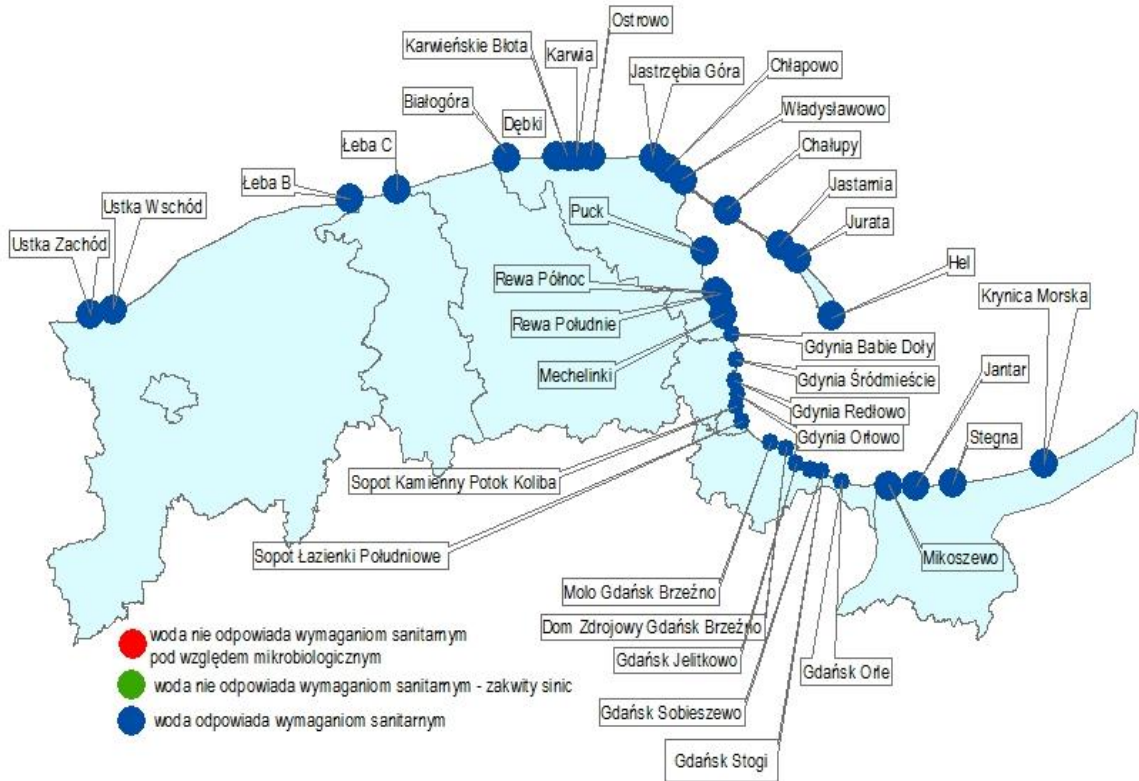 Ostrowo
Karwieńskie Błota
Karwia
Jastrzębia Góra
Chłapowo
Białogóra
Dębki
Władysławowo
Łeba C
Chałupy
Łeba B
Jastarnia
Ustka Wschód
Puck
Jurata
Ustka Zachód
Hel
Rewa Północ
Krynica Morska
Rewa Południe
Gdynia Babie Doły
Mechelinki
Gdynia Śródmieście
Jantar
Gdynia Redłowo
Gdynia Orłowo
Stegna
Sopot Kamienny Potok Koliba
Sopot Łazienki Południowe
Mikoszewo
Molo Gdańsk Brzeźno
Dom Zdrojowy Gdańsk Brzeźno
Gdańsk Jelitkowo
Gdańsk Orle
Gdańsk Sobieszewo
Gdańsk Stogi
woda nie odpowiada wymaganiom sanitarnym
pod względem mikrobiologicznym
woda nie odpowiada wymaganiom sanitarnym - zakwity sinic
woda odpowiada wymaganiom sanitarnym